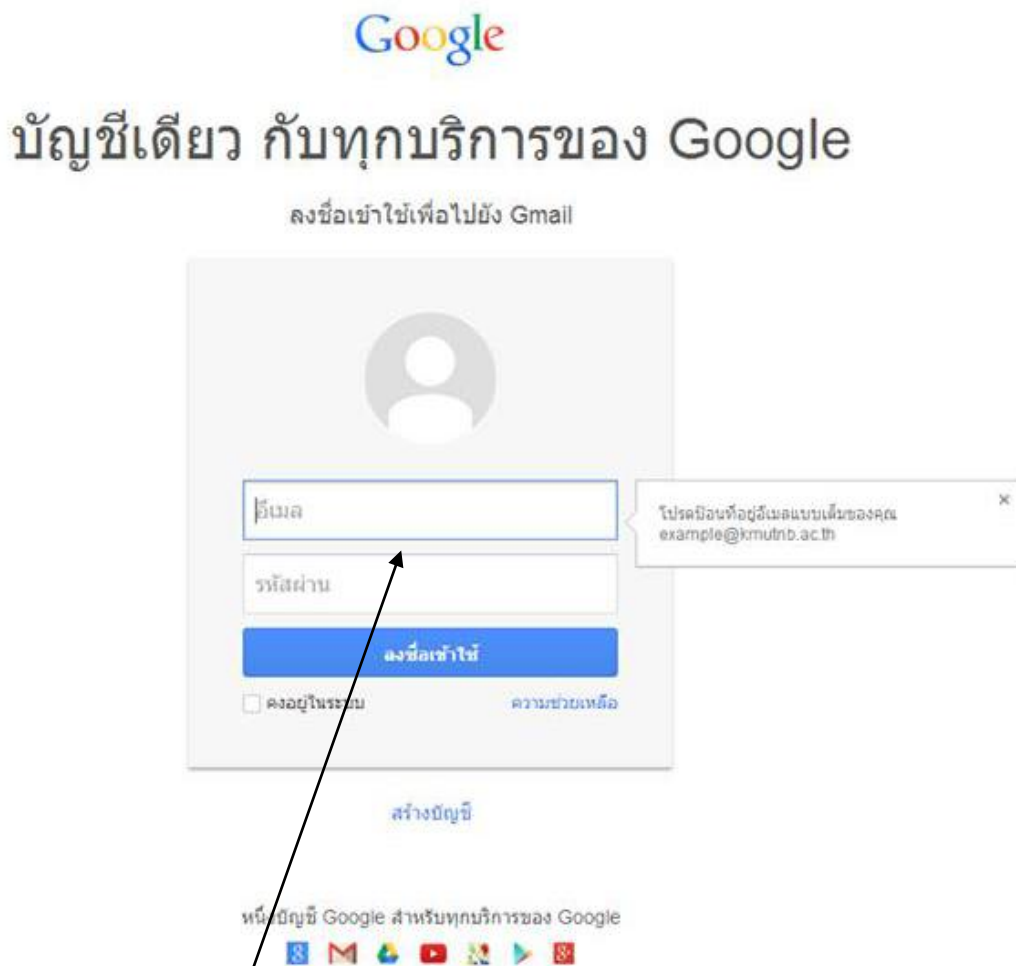 Google
บัญชีเดียว กับทุกบริการของ Google
ลงชื่อเข้าใช้เพื่อไปยัง Gmail
อีเมล
โปรดป้อนที่อยู่อีเมลแบบเต็มของคุณ
example@kmutnb.ac.th
รหัสผ่าน
ลงชื่อเข้าใช้
คงอยู่ในระบบ
ความช่วยเหลือ
สร้างบัญชี
หนึ่งบัญชี Google สำหรับทุกบริการของ Google